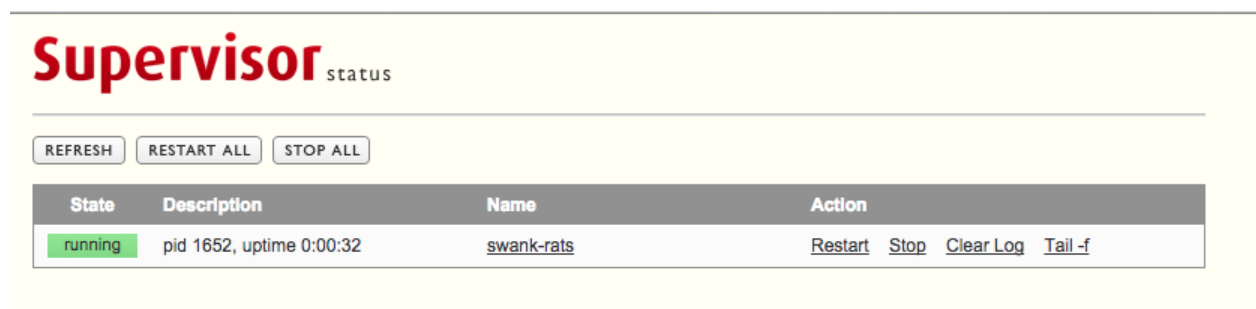 Supervisor status
REFRESH RESTART ALL STOP ALL
State Description Name Action
running pid 1652, uptime 0:00:32 swank-rats Restart Stop Clear Log Tail -f